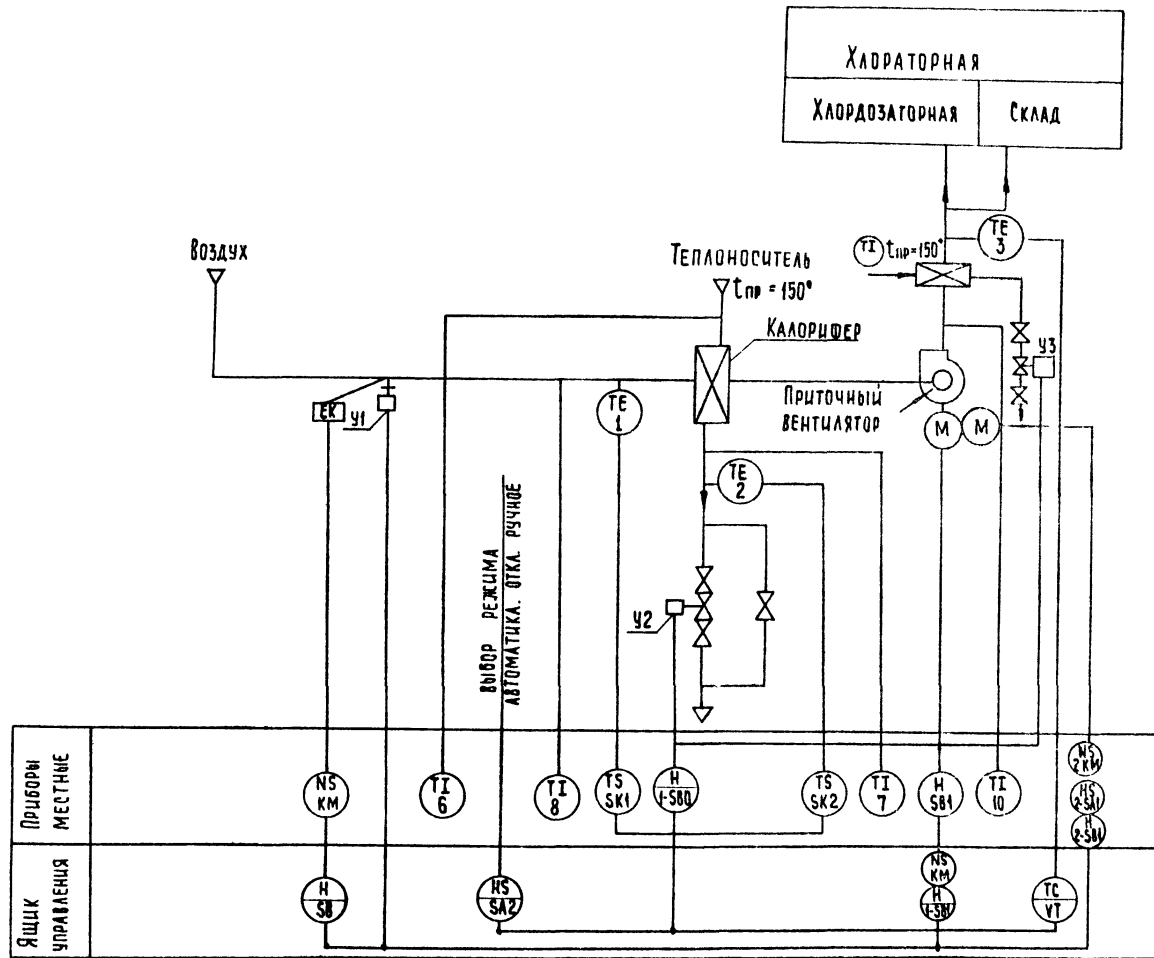 Хлораторная
Хлордозаторная
Склад
Воздух
Теплоноситель
tпр = 150°
TI
tпр=150°
TE
3
Калорифер
У3
EK
У1
TE
1
Приточный
вентилятор
M
M
TE
2
Выбор режима
Автоматика. Откл. Ручное
У2
Приборы
местные
NS
KM
TI
6
TI
8
TS
SK1
H
1-SB0
TS
SK2
TI
7
H
SB1
TI
10
NS
2KM
HS
2-SA1
H
2-SB1
Ящик
управления
H
SB
HS
SA2
NS
KM
H
1-SB1
TC
VT